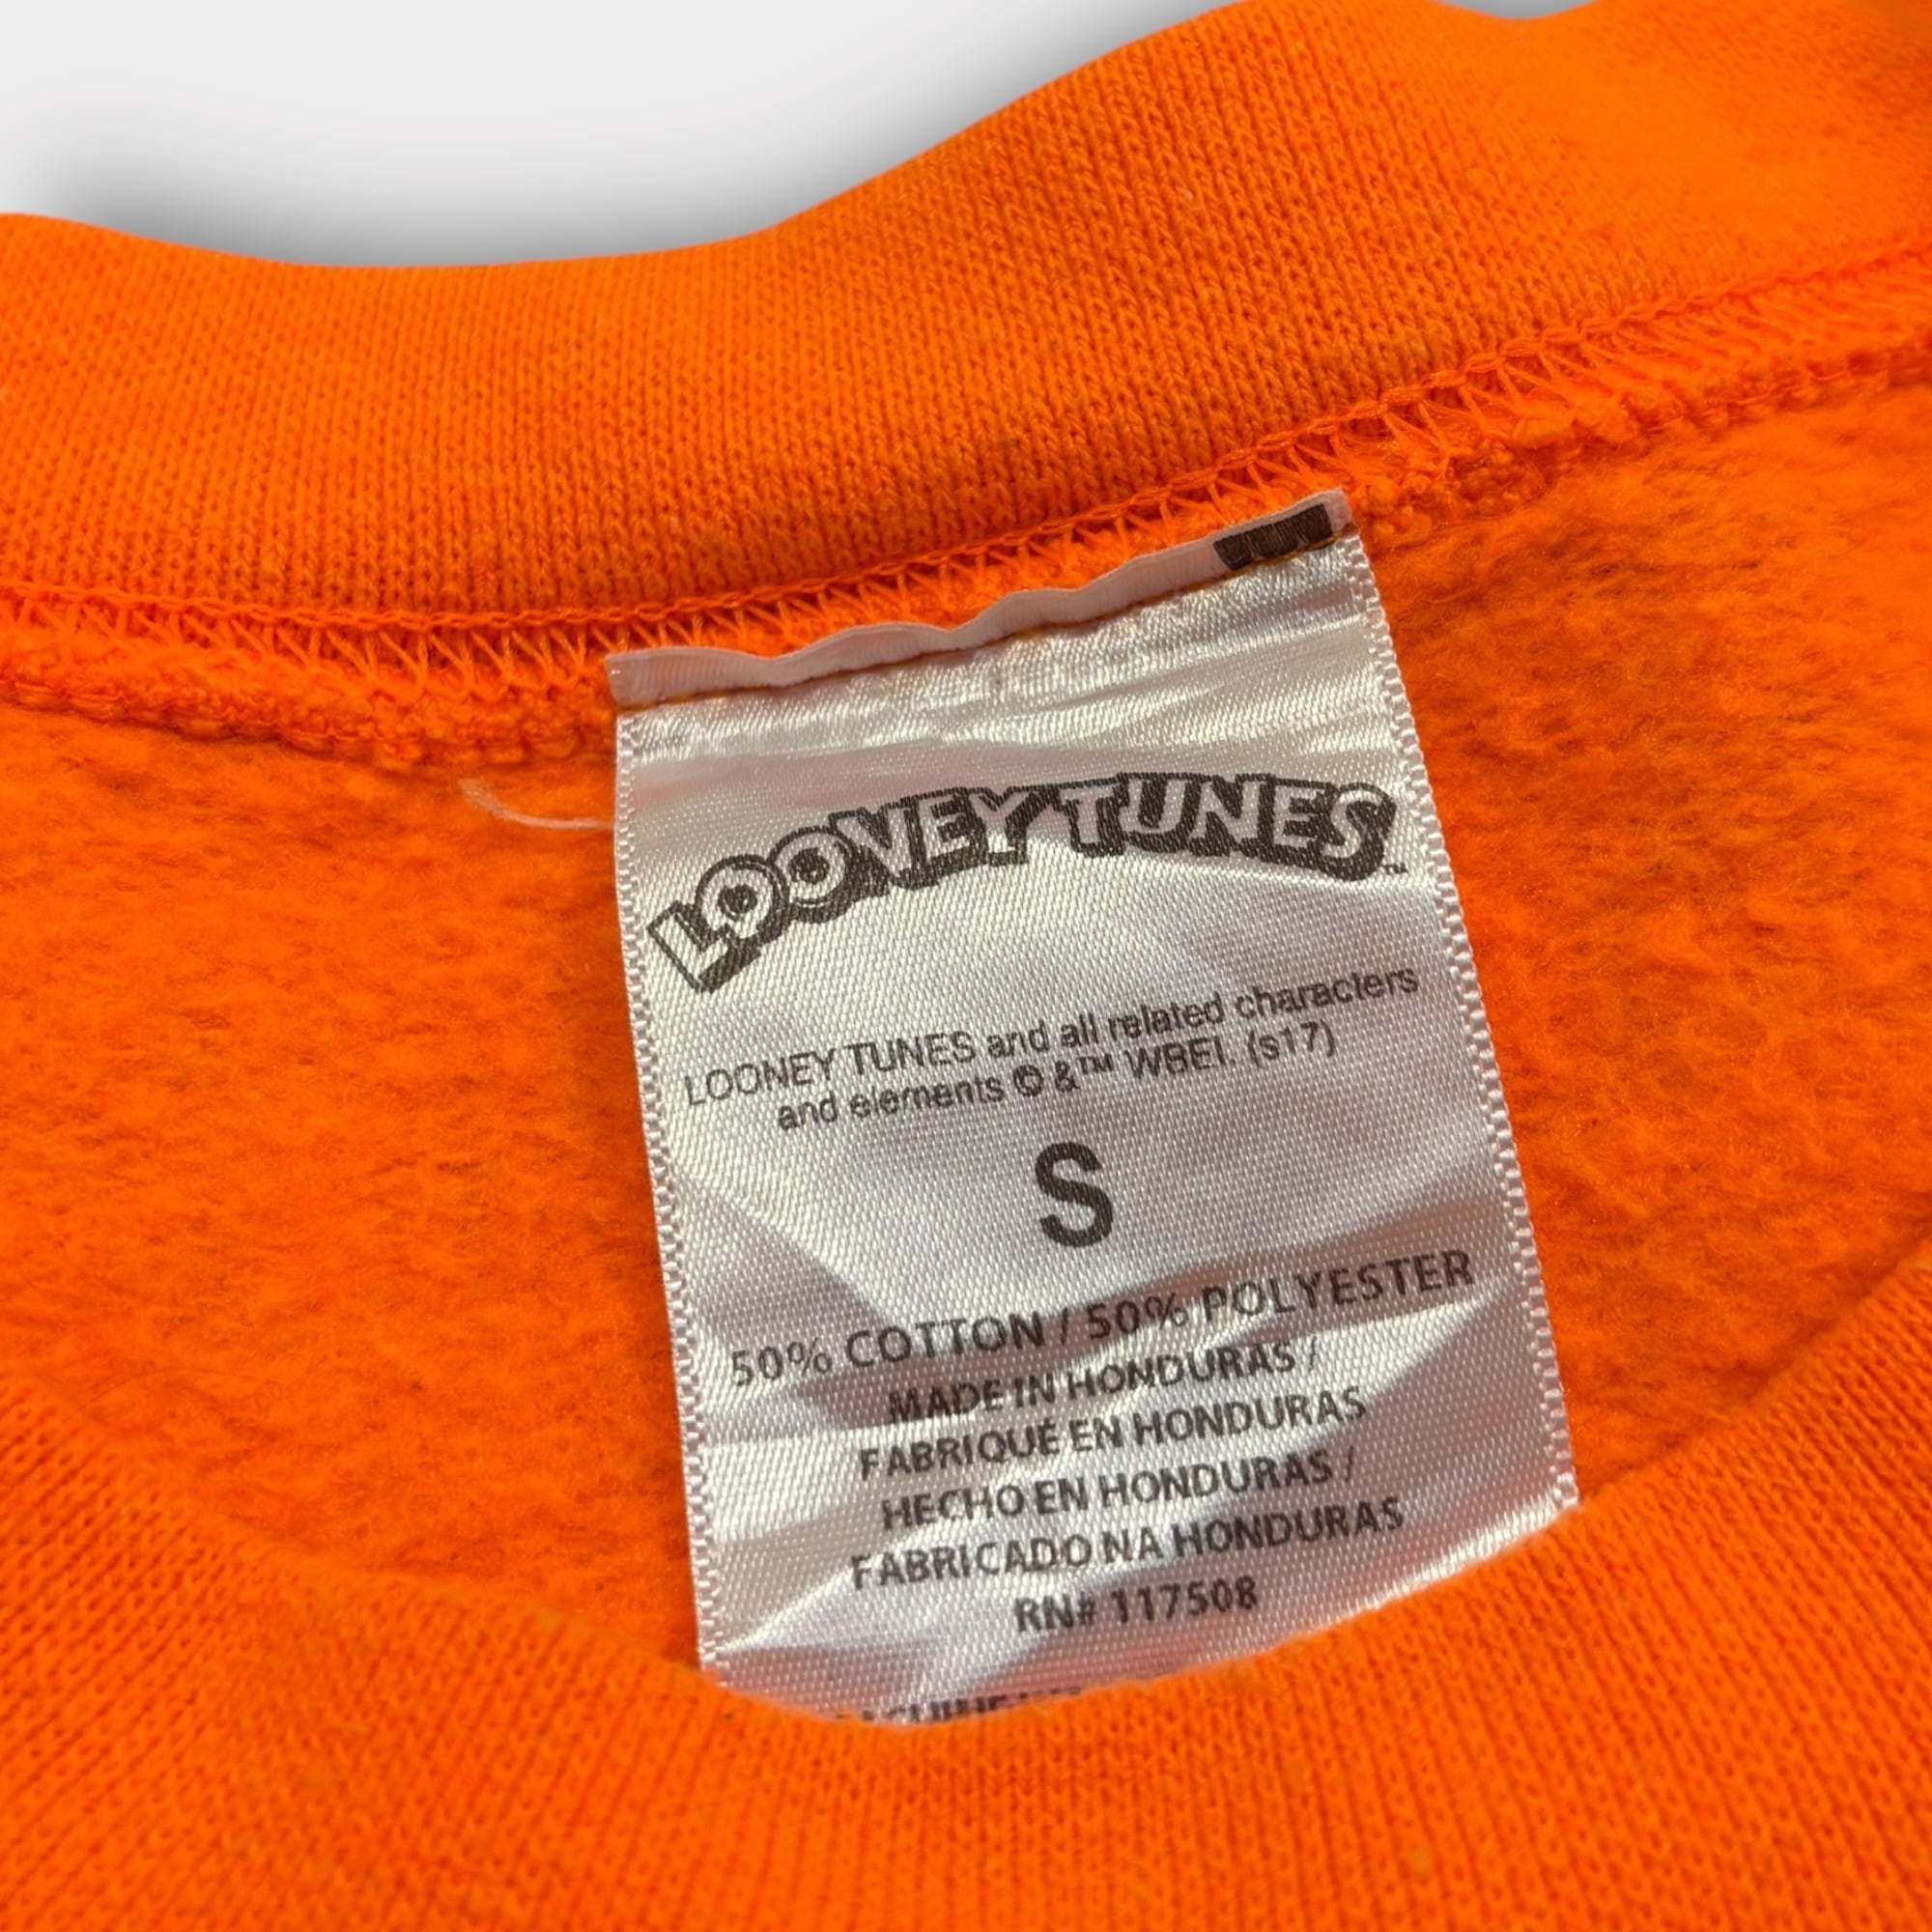 LOONEY TUNES™
LOONEY TUNES and all related characters
and elements © & ™ WBEI. (s17)
S
50% COTTON / 50% POLYESTER
MADE IN HONDURAS /
FABRIQUÉ EN HONDURAS
HECHO EN HONDURAS /
FABRICADO NA HONDURAS
RN# 117508